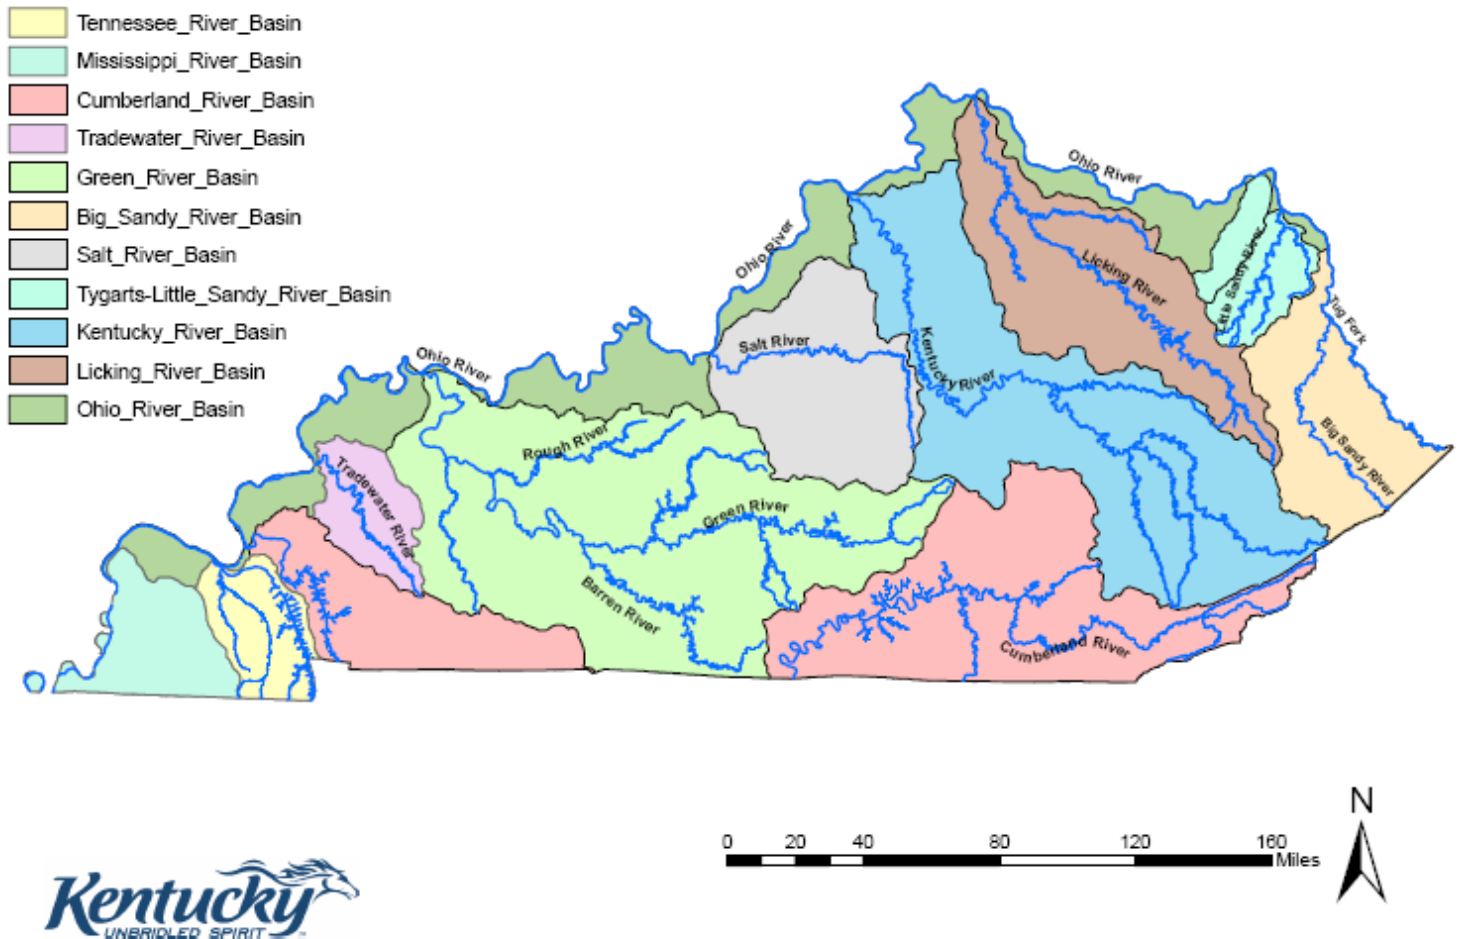 Tennessee_River_Basin
Mississippi_River_Basin
Cumberland_River_Basin
Tradewater_River_Basin
Green_River_Basin
Big_Sandy_River_Basin
Salt_River_Basin
Tygarts-Little_Sandy_River_Basin
Kentucky_River_Basin
Licking_River_Basin
Ohio_River_Basin
Ohio River
Ohio River
Little Sandy River
Licking River
Tug Fork
Salt River
Kentucky River
Ohio River
Big Sandy River
Rough River
Tradewater River
Green River
Barren River
Cumberland River
N
0 20 40 80 120 160
Miles
Kentucky
UNBRIDLED SPIRIT